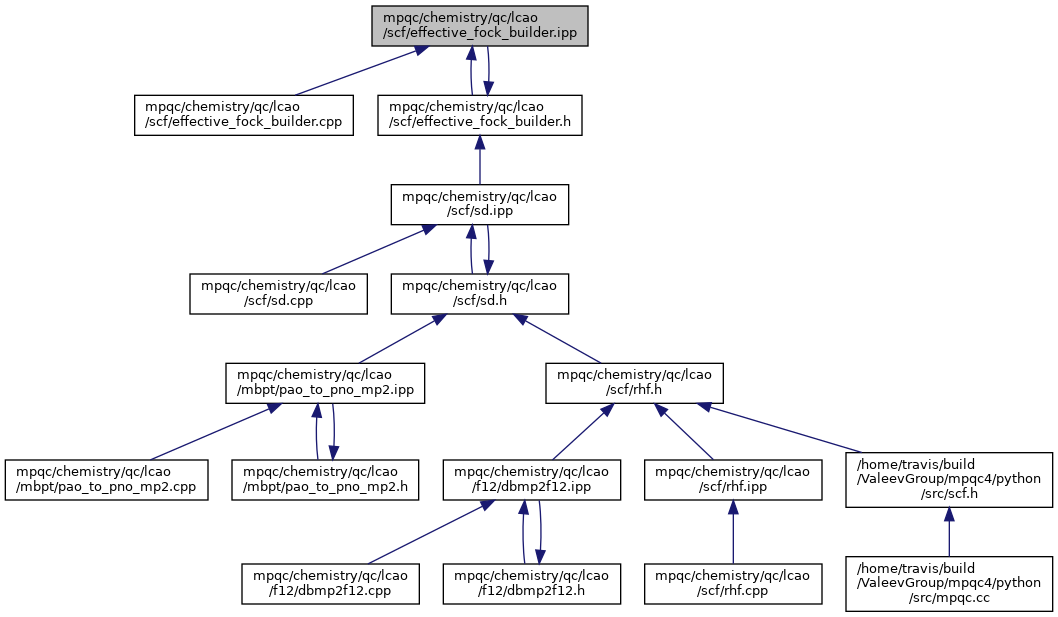 mpqc/chemistry/qc/lcao
/scf/effective_fock_builder.ipp
mpqc/chemistry/qc/lcao
/scf/effective_fock_builder.cpp
mpqc/chemistry/qc/lcao
/scf/effective_fock_builder.h
mpqc/chemistry/qc/lcao
/scf/sd.ipp
mpqc/chemistry/qc/lcao
/scf/sd.cpp
mpqc/chemistry/qc/lcao
/scf/sd.h
mpqc/chemistry/qc/lcao
/mbpt/pao_to_pno_mp2.ipp
mpqc/chemistry/qc/lcao
/scf/rhf.h
mpqc/chemistry/qc/lcao
/mbpt/pao_to_pno_mp2.cpp
mpqc/chemistry/qc/lcao
/mbpt/pao_to_pno_mp2.h
mpqc/chemistry/qc/lcao
/f12/dbmp2f12.ipp
mpqc/chemistry/qc/lcao
/scf/rhf.ipp
/home/travis/build
/ValeevGroup/mpqc4/python
/src/scf.h
mpqc/chemistry/qc/lcao
/f12/dbmp2f12.cpp
mpqc/chemistry/qc/lcao
/f12/dbmp2f12.h
mpqc/chemistry/qc/lcao
/scf/rhf.cpp
/home/travis/build
/ValeevGroup/mpqc4/python
/src/mpqc.cc